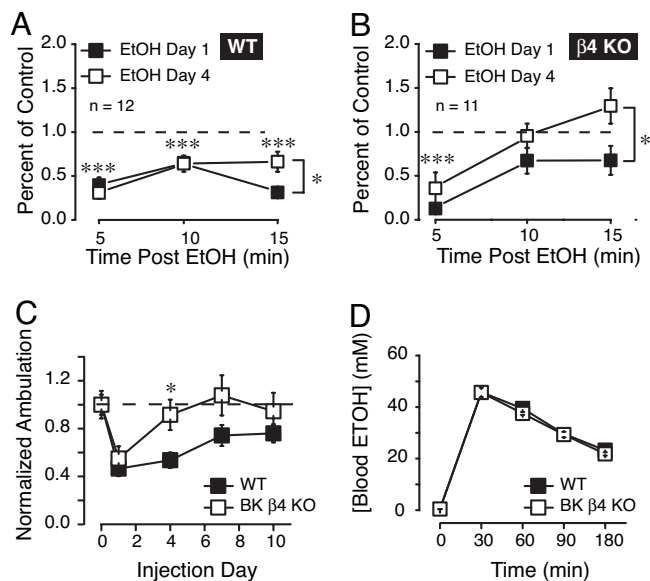 A
WT
EtOH Day 1
EtOH Day 4
n = 12
*** *** ***
*
Percent of Control
2.0
1.5
1.0
0.5
0.0
5 10 15
Time Post EtOH (min)
B
β4 KO
EtOH Day 1
EtOH Day 4
n = 11
***
*
Percent of Control
2.0
1.5
1.0
0.5
0.0
5 10 15
Time Post EtOH (min)
C
Normalized Ambulation
1.2
0.8
0.4
0.0
*
WT
BK β4 KO
0 2 4 6 8 10
Injection Day
D
[Blood ETOH] (mM)
60
40
20
0
WT
BK β4 KO
0 30 60 90 180
Time (min)